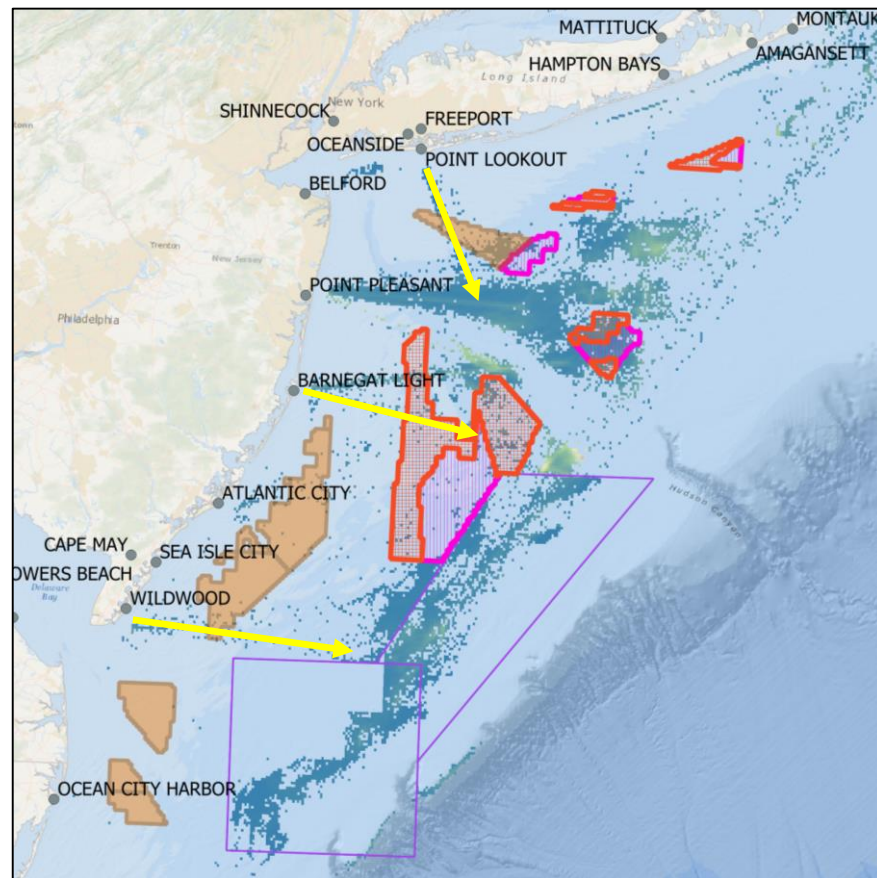 MONTAUK
MATTITUCK
AMAGANSETT
HAMPTON BAYS
Long Island
SHINNECOCK
New York
FREEPORT
OCEANSIDE
POINT LOOKOUT
BELFORD
Trenton
New Jersey
POINT PLEASANT
Philadelphia
BARNEGAT LIGHT
Hudson Canyon
ATLANTIC CITY
CAPE MAY
SEA ISLE CITY
OWERS BEACH
Delaware
Bay
WILDWOOD
OCEAN CITY HARBOR